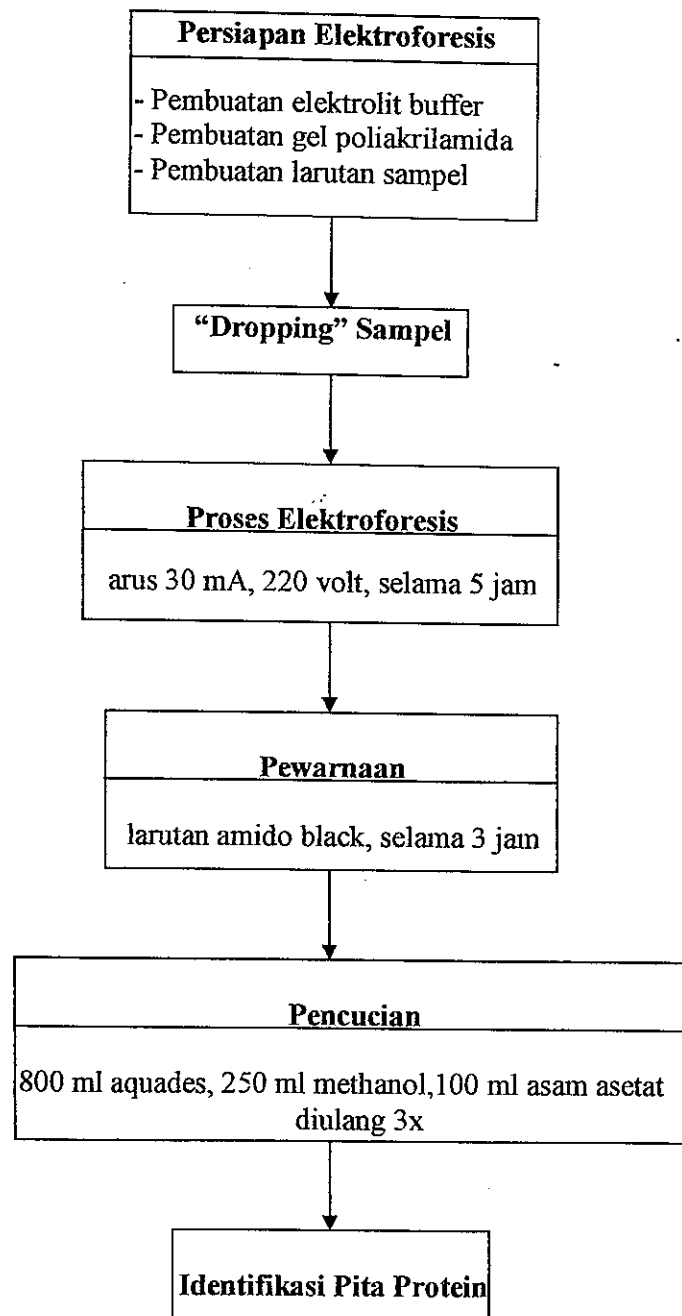 Persiapan Elektroforesis
- Pembuatan elektrolit buffer
- Pembuatan gel poliakrilamida
- Pembuatan larutan sampel
“Dropping” Sampel
Proses Elektroforesis
arus 30 mA, 220 volt, selama 5 jam
Pewarnaan
larutan amido black, selama 3 jam
Pencucian
800 ml aquades, 250 ml methanol,100 ml asam asetat
diulang 3x
Identifikasi Pita Protein